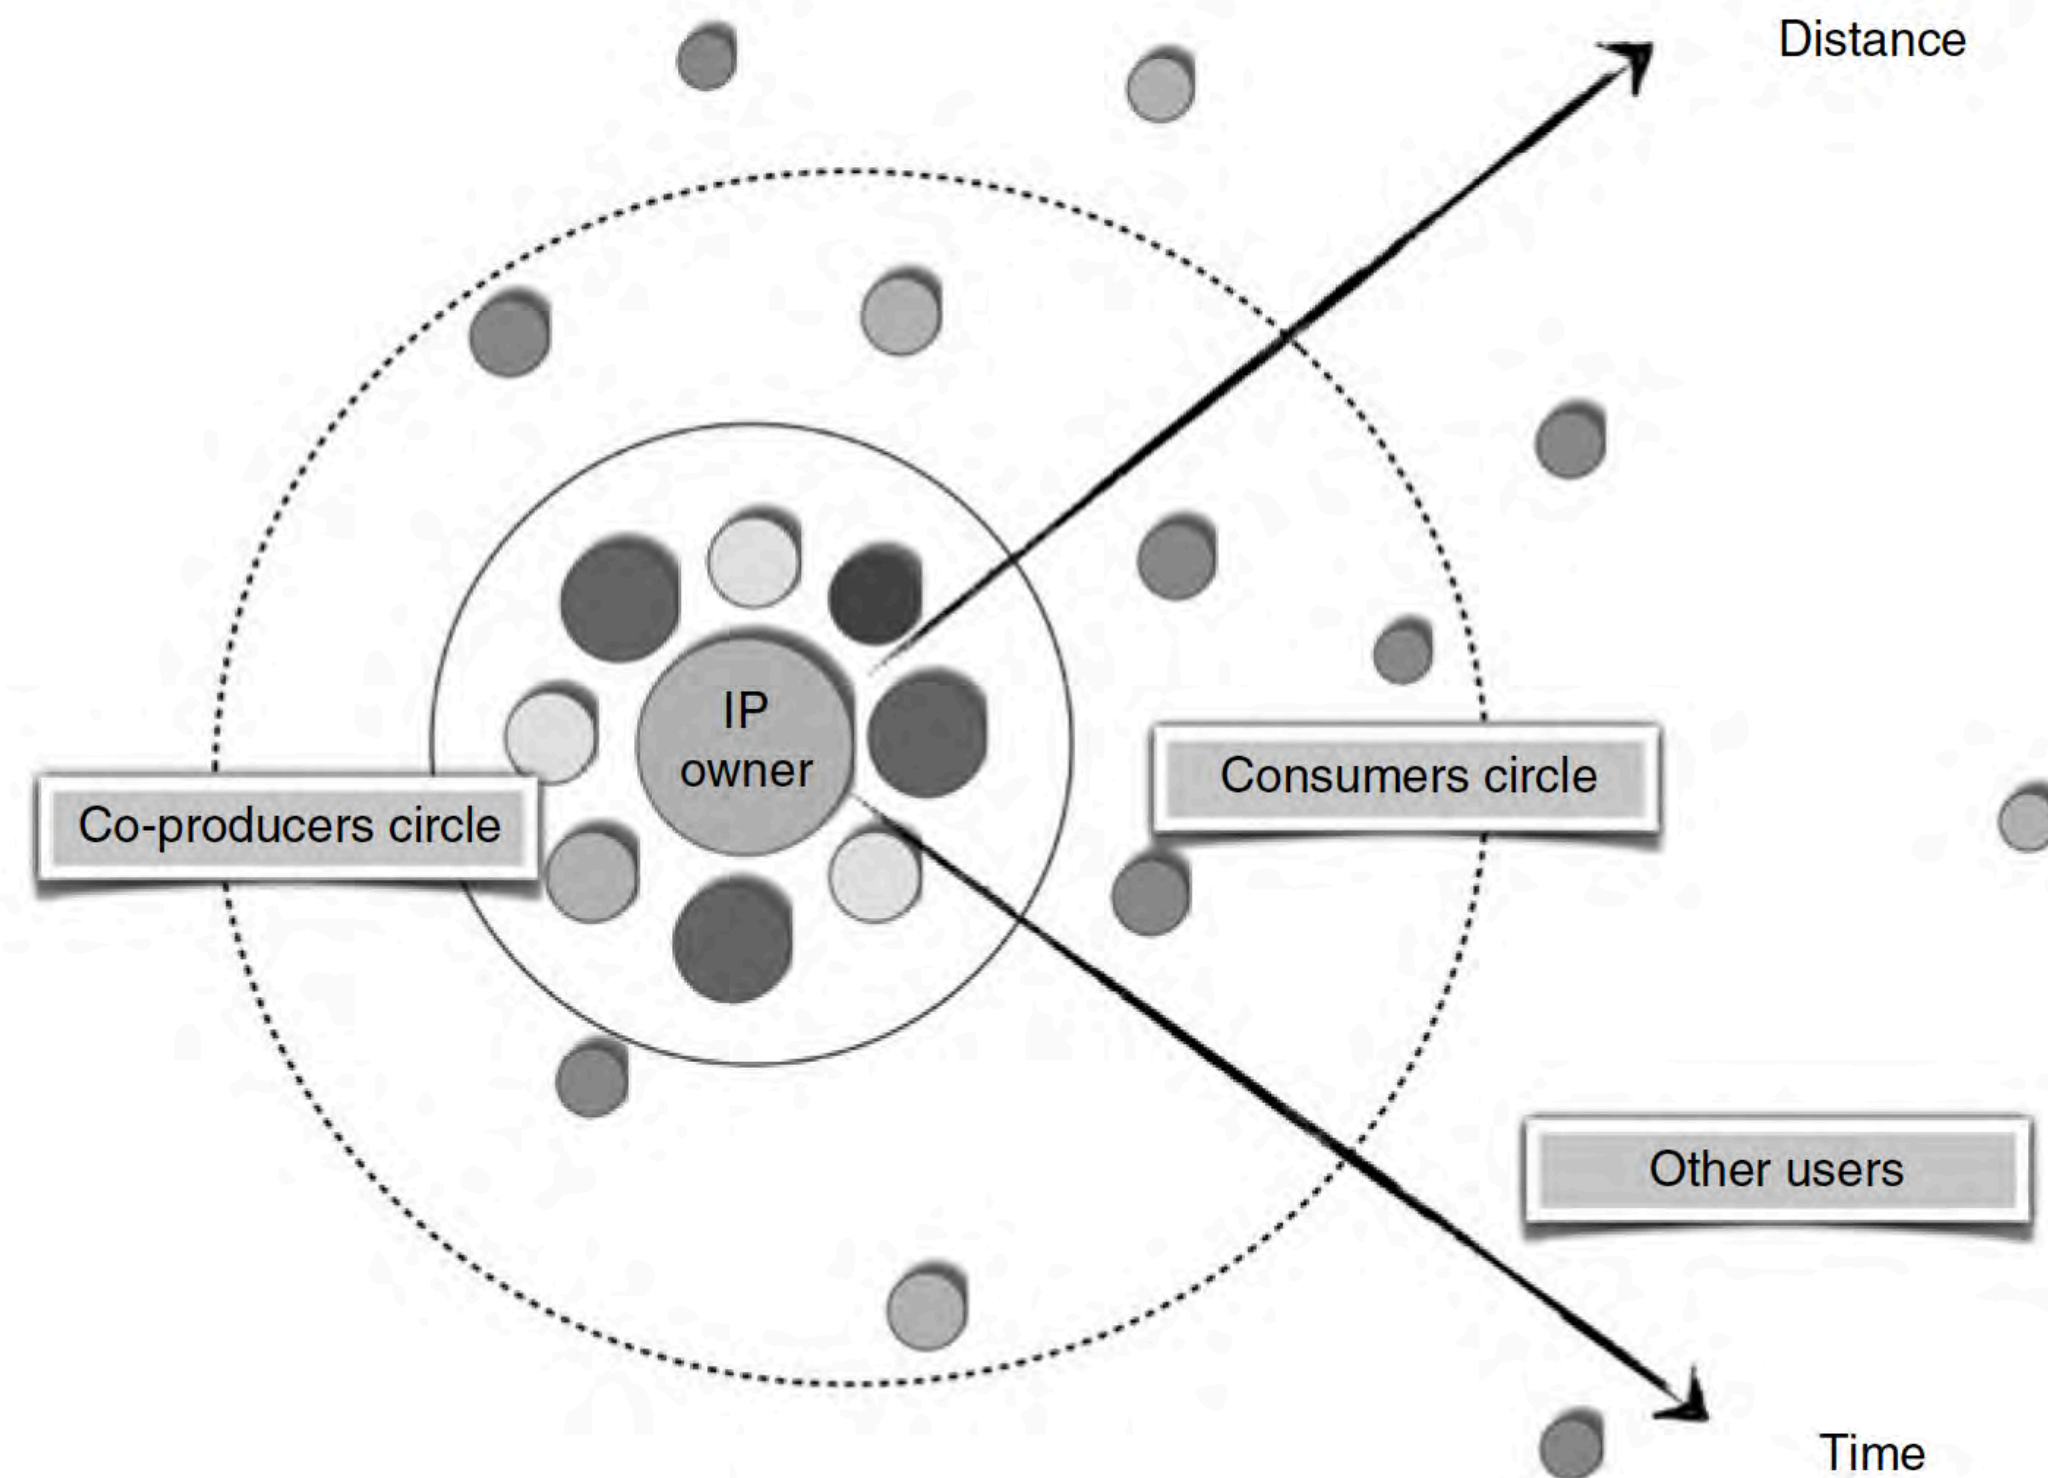 Distance
IP
owner
Consumers circle
Co-producers circle
Other users
Time